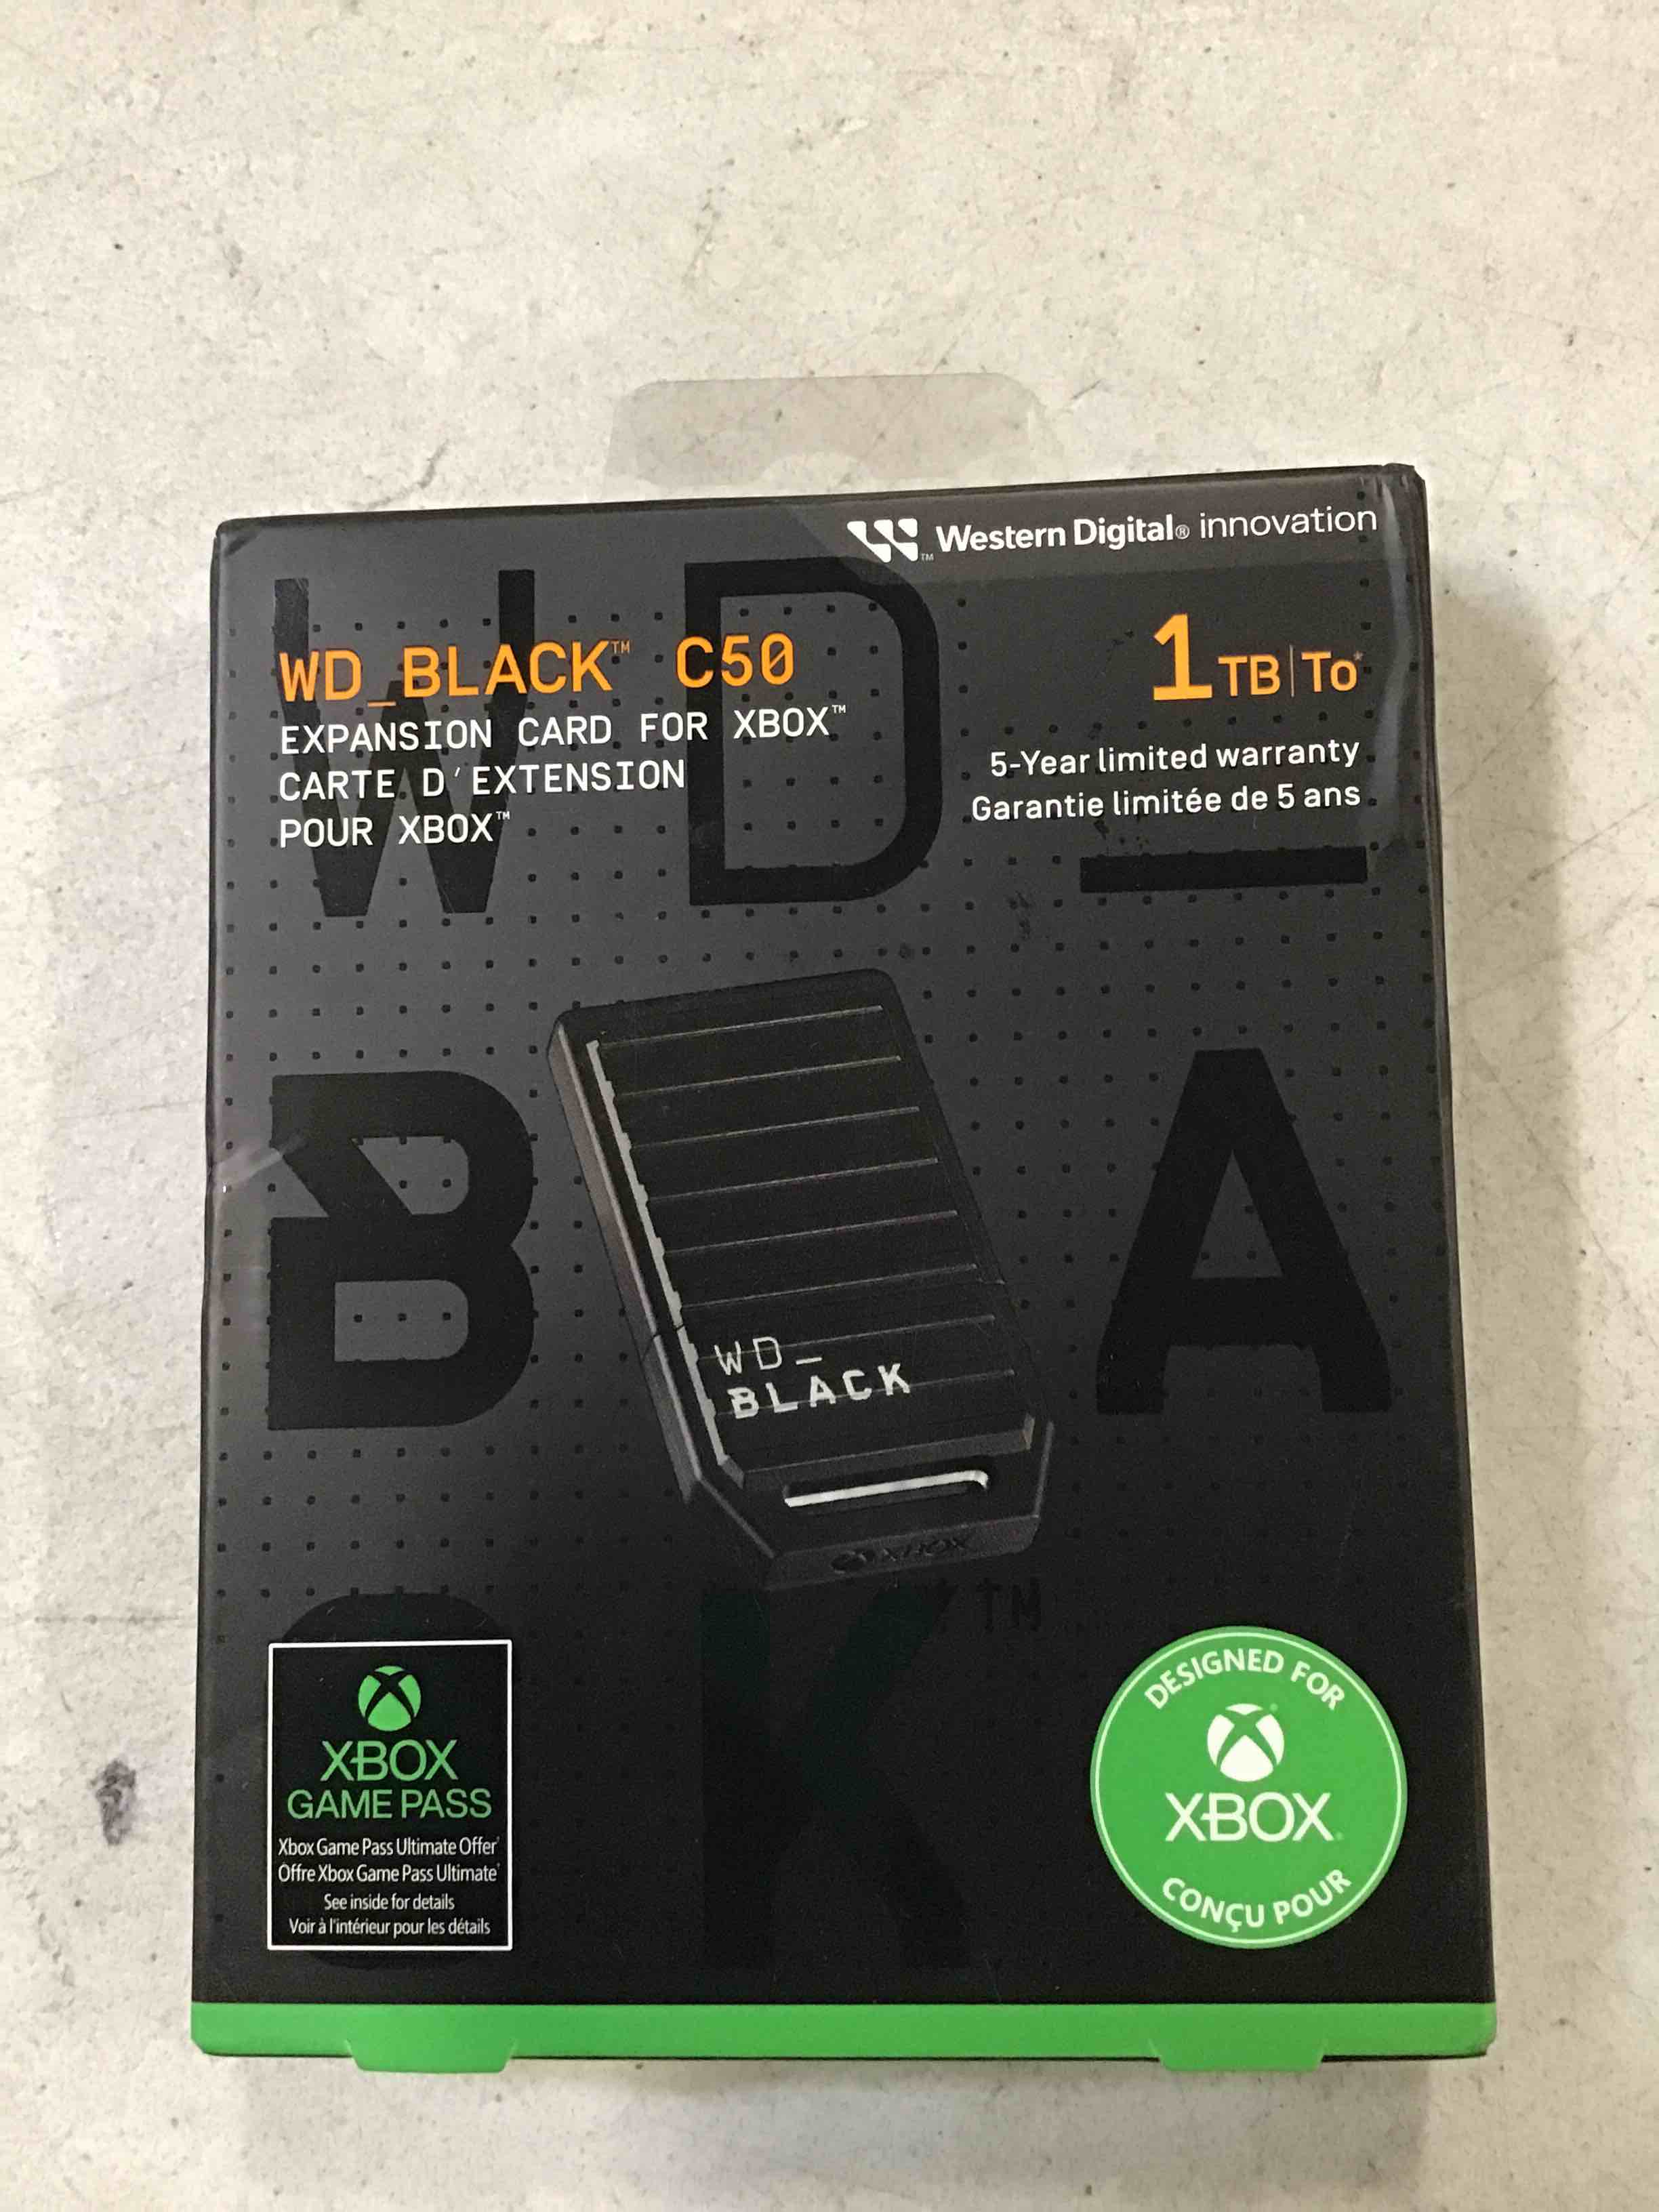 Western Digital® innovation
WD_BLACK™ C50
EXPANSION CARD FOR XBOX™
CARTE D'EXTENSION
POUR XBOX™
1 TB|To*
5-Year limited warranty
Garantie limitée de 5 ans
WD_
BLACK™
WD_
BLACK
XBOX
XBOX
GAME PASS
Xbox Game Pass Ultimate Offer†
Offre Xbox Game Pass Ultimate†
See inside for details
Voir à l'intérieur pour les détails
DESIGNED FOR
XBOX®
CONÇU POUR